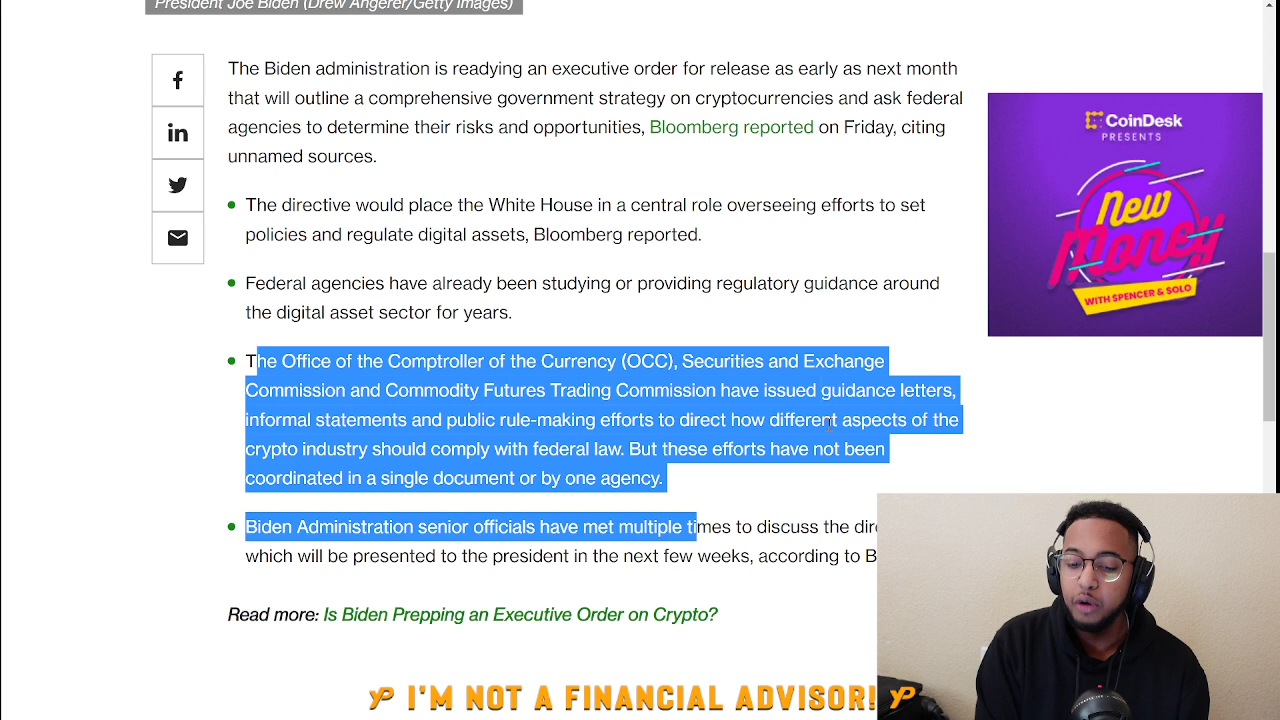 President Joe Biden (Drew Angerer/Getty Images)
The Biden administration is readying an executive order for release as early as next month
that will outline a comprehensive government strategy on cryptocurrencies and ask federal
agencies to determine their risks and opportunities, Bloomberg reported on Friday, citing
unnamed sources.
The directive would place the White House in a central role overseeing efforts to set
policies and regulate digital assets, Bloomberg reported.
Federal agencies have already been studying or providing regulatory guidance around
the digital asset sector for years.
The Office of the Comptroller of the Currency (OCC), Securities and Exchange
Commission and Commodity Futures Trading Commission have issued guidance letters,
informal statements and public rule-making efforts to direct how different aspects of the
crypto industry should comply with federal law. But these efforts have not been
coordinated in a single document or by one agency.
Biden Administration senior officials have met multiple times to discuss the dir
which will be presented to the president in the next few weeks, according to B
Read more: Is Biden Prepping an Executive Order on Crypto?
CoinDesk
PRESENTS
New
Money
WITH $PENCER & $OLO
I'M NOT A FINANCIAL ADVISOR!